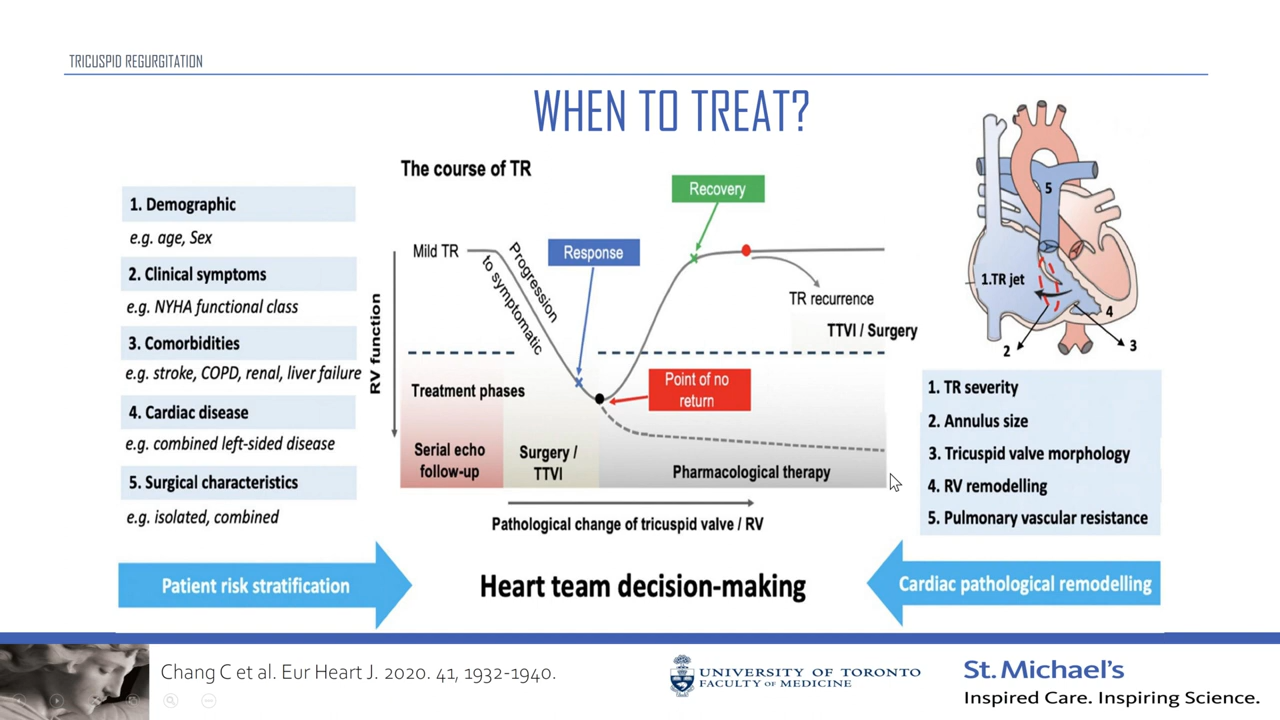 TRICUSPID REGURGITATION
WHEN TO TREAT?
1. Demographic
e.g. age, Sex
2. Clinical symptoms
e.g. NYHA functional class
3. Comorbidities
e.g. stroke, COPD, renal, liver failure
4. Cardiac disease
e.g. combined left-sided disease
5. Surgical characteristics
e.g. isolated, combined
The course of TR
RV function
Mild TR
Progression
to symptomatic
Response
Recovery
TR recurrence
TTVI / Surgery
Point of no
return
Treatment phases
Serial echo
follow-up
Surgery /
TTVI
Pharmacological therapy
Pathological change of tricuspid valve / RV
5
1.TR jet
4
2
3
1. TR severity
2. Annulus size
3. Tricuspid valve morphology
4. RV remodelling
5. Pulmonary vascular resistance
Patient risk stratification
Heart team decision-making
Cardiac pathological remodelling
Chang C et al. Eur Heart J. 2020. 41, 1932-1940.
UNIVERSITY OF TORONTO
FACULTY OF MEDICINE
St. Michael's
Inspired Care. Inspiring Science.